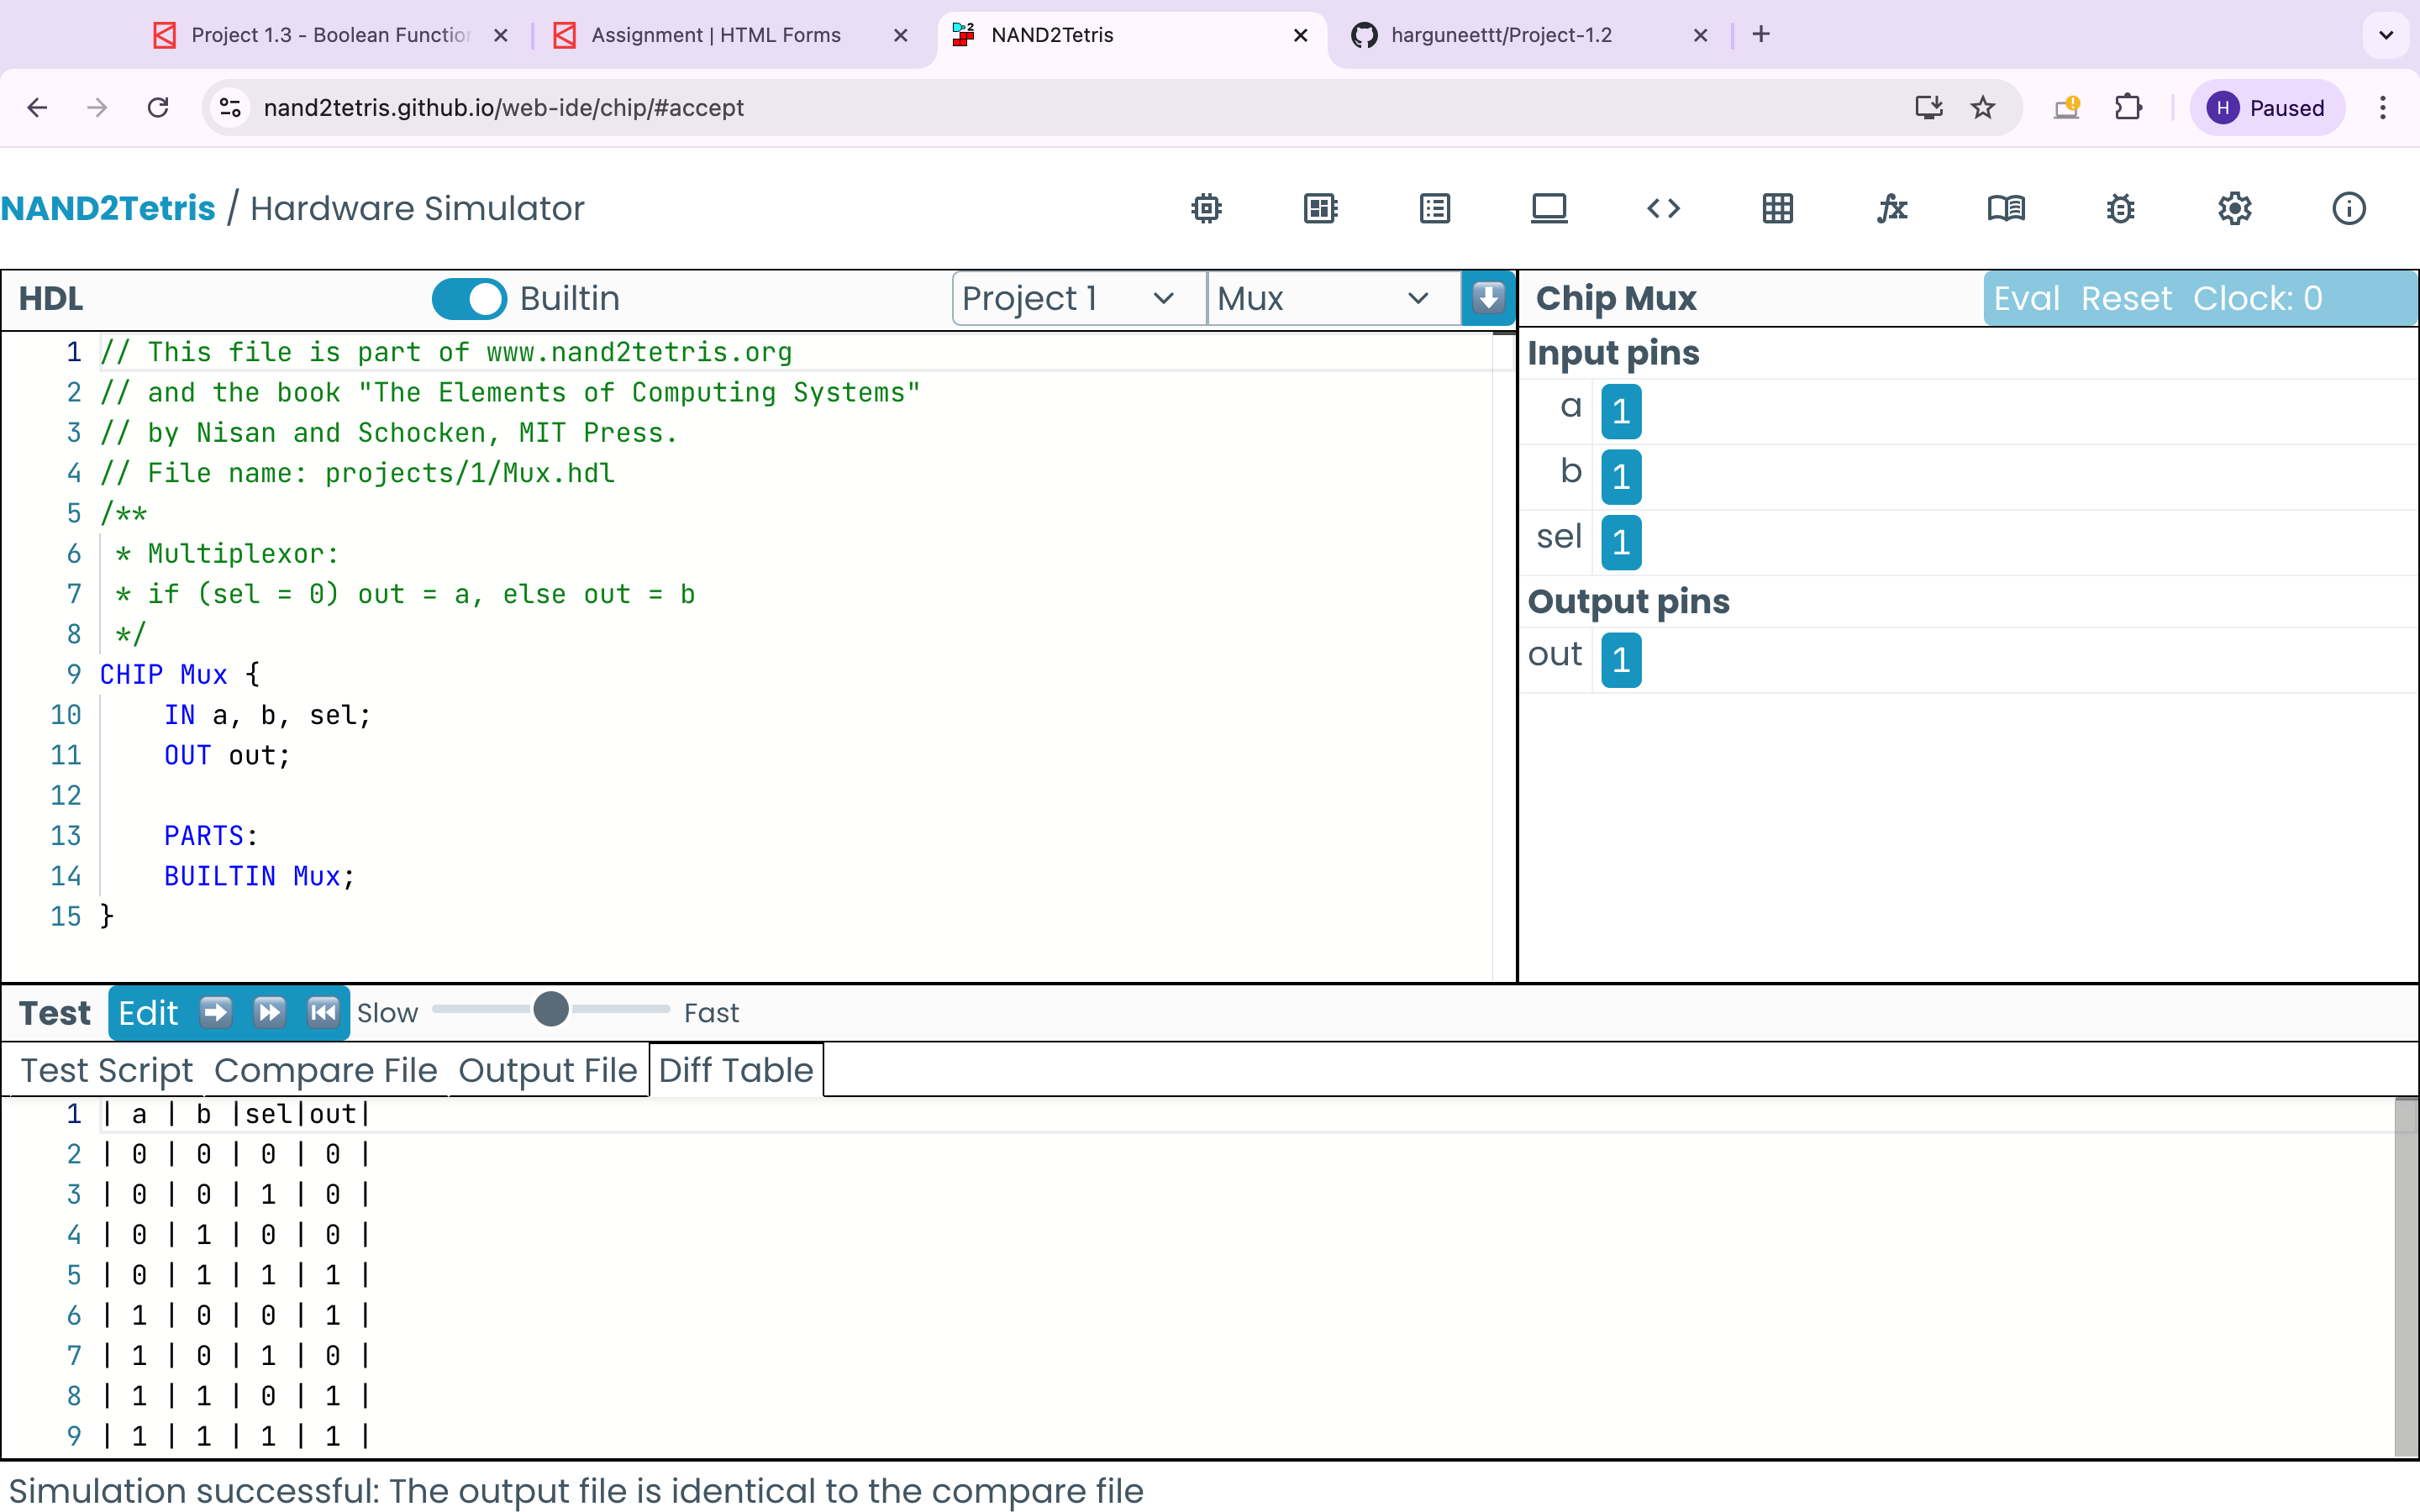 Project 1.3 - Boolean Function
Assignment | HTML Forms
NAND2Tetris
harguneettt/Project-1.2
nand2tetris.github.io/web-ide/chip/#accept
H Paused
NAND2Tetris / Hardware Simulator
HDL Builtin Project 1 Mux
1 // This file is part of www.nand2tetris.org
2 // and the book "The Elements of Computing Systems"
3 // by Nisan and Schocken, MIT Press.
4 // File name: projects/1/Mux.hdl
5 /**
6 * Multiplexor:
7 * if (sel = 0) out = a, else out = b
8 */
9 CHIP Mux {
10 IN a, b, sel;
11 OUT out;
12
13 PARTS:
14 BUILTIN Mux;
15 }
Chip Mux Eval Reset Clock: 0
Input pins
a 1
b 1
sel 1
Output pins
out 1
Test Edit Slow Fast
Test Script Compare File Output File Diff Table
1 | a | b |sel|out|
2 | 0 | 0 | 0 | 0 |
3 | 0 | 0 | 1 | 0 |
4 | 0 | 1 | 0 | 0 |
5 | 0 | 1 | 1 | 1 |
6 | 1 | 0 | 0 | 1 |
7 | 1 | 0 | 1 | 0 |
8 | 1 | 1 | 0 | 1 |
9 | 1 | 1 | 1 | 1 |
Simulation successful: The output file is identical to the compare file